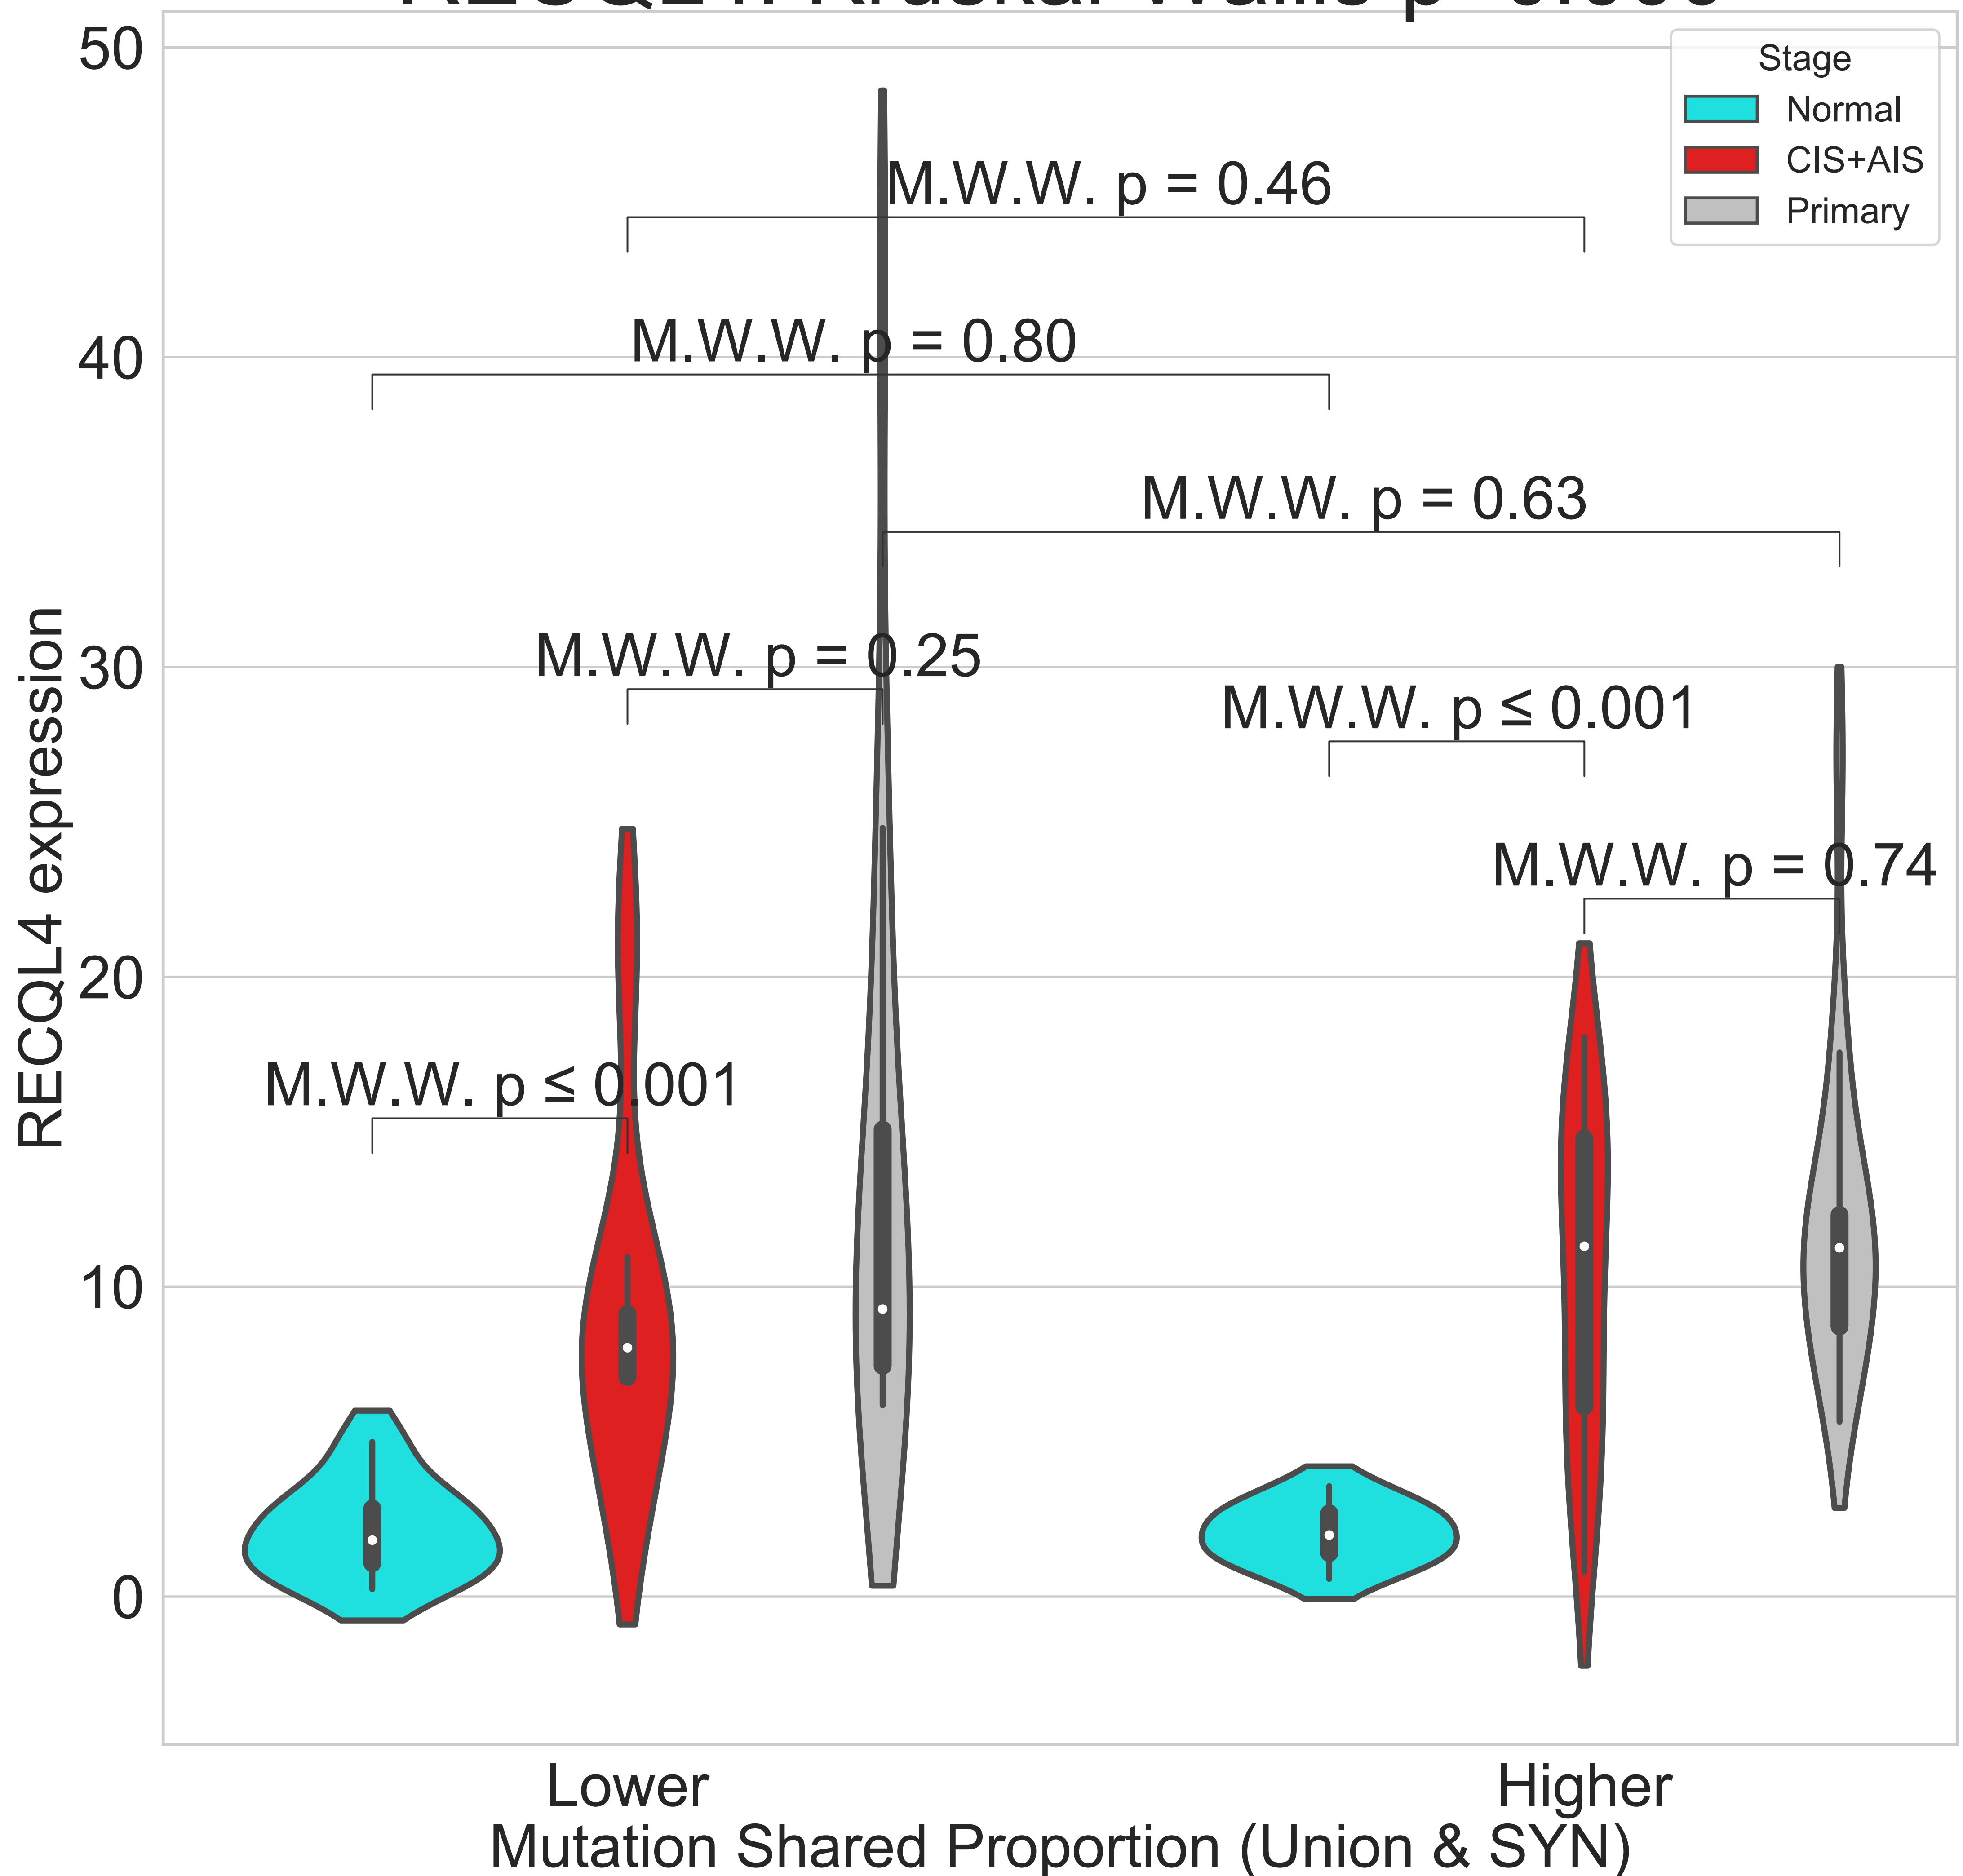 50
Stage
Normal
CIS+AIS
Primary
M.W.W. p = 0.46
M.W.W. p = 0.80
40
M.W.W. p = 0.63
M.W.W. p = 0.25
30
M.W.W. p ≤ 0.001
M.W.W. p = 0.74
20
M.W.W. p ≤ 0.001
10
0
RECQL4 expression
Lower
Higher
Mutation Shared Proportion (Union & SYN)